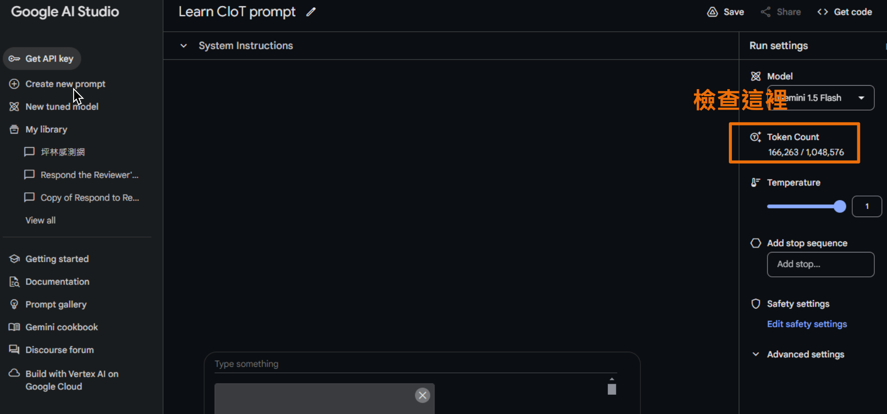 Google AI Studio
Get API key
Create new prompt
New tuned model
My library
坪林感測網
Respond the Reviewer'...
Copy of Respond to Re...
View all
Getting started
Documentation
Prompt gallery
Gemini cookbook
Discourse forum
Build with Vertex AI on
Google Cloud
Learn CIoT prompt
Save
Share
Get code
System Instructions
Type something
Run settings
Model
檢查這裡
Gemini 1.5 Flash
Token Count
166,263 / 1,048,576
Temperature
1
Add stop sequence
Add stop...
Safety settings
Edit safety settings
Advanced settings